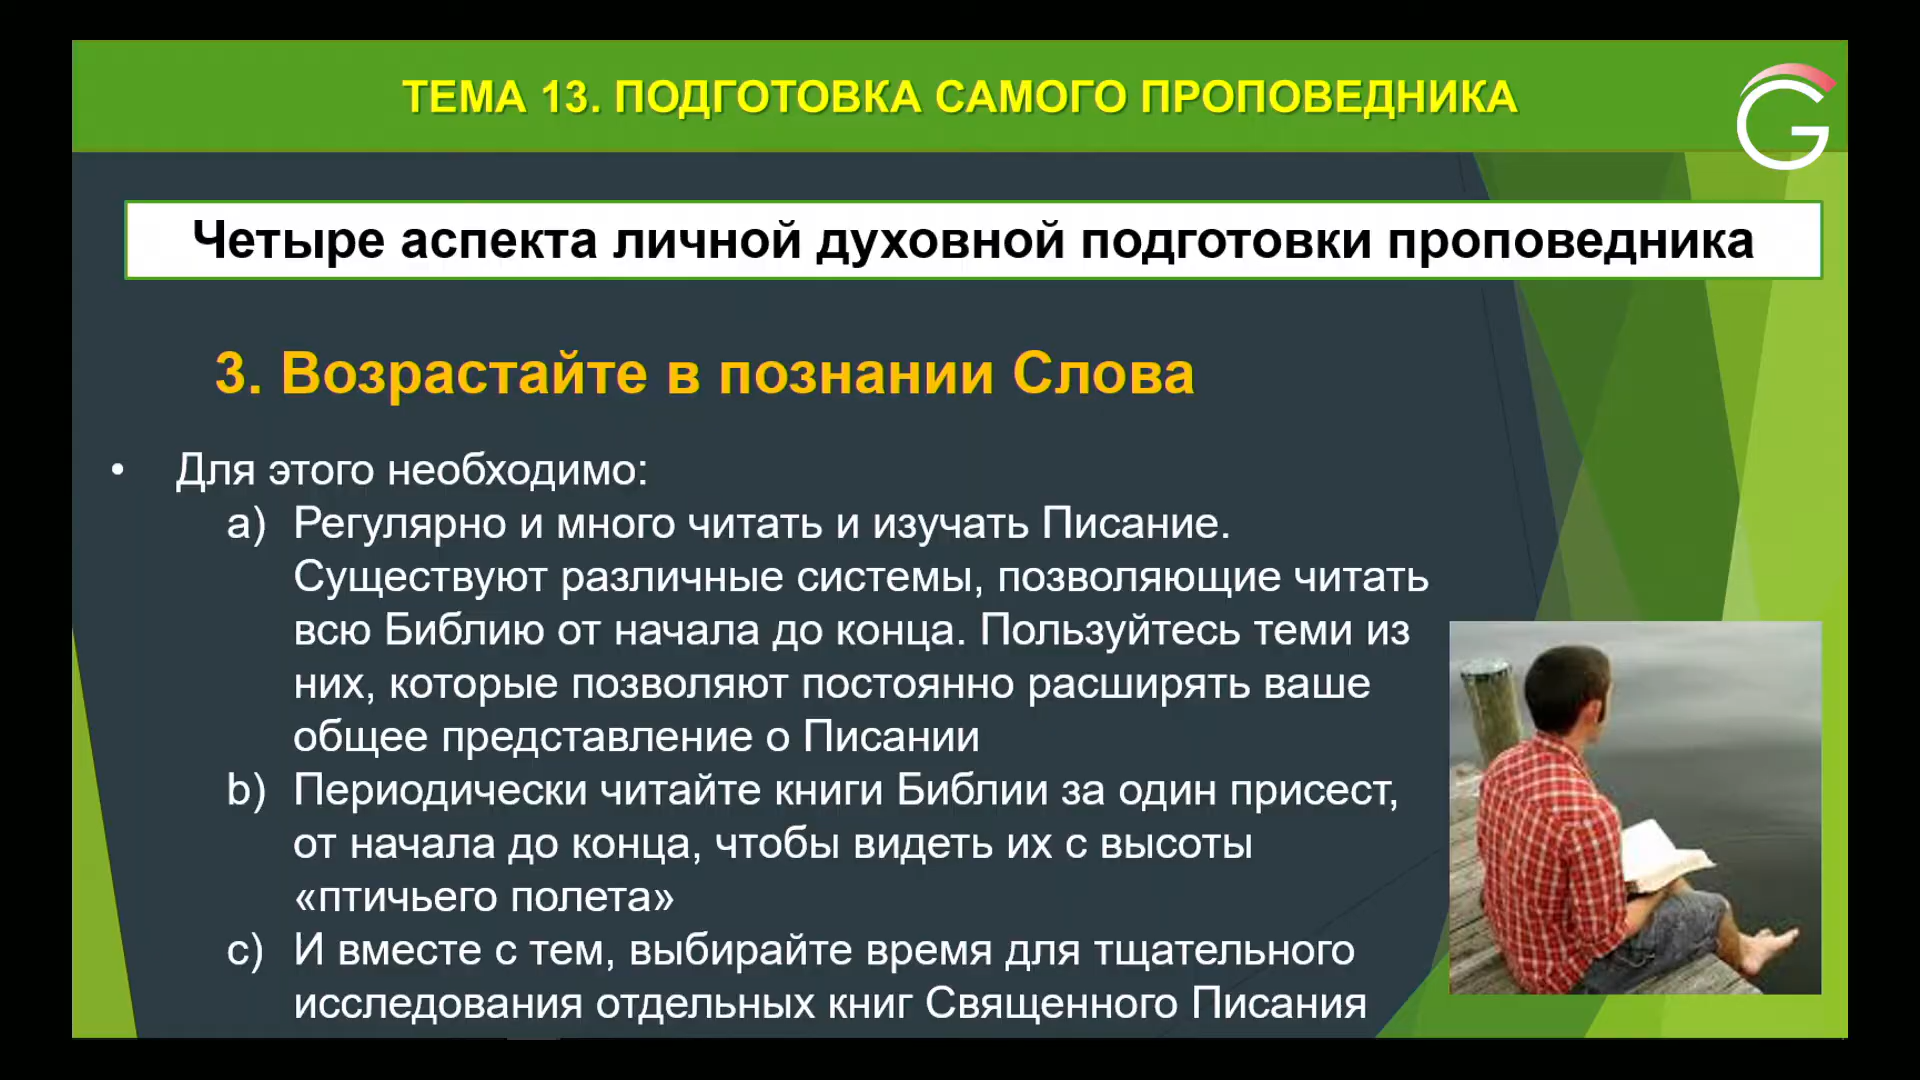 ТЕМА 13. ПОДГОТОВКА САМОГО ПРОПОВЕДНИКА
G
Четыре аспекта личной духовной подготовки проповедника
3. Возрастайте в познании Слова
• Для этого необходимо:
a) Регулярно и много читать и изучать Писание.
Существуют различные системы, позволяющие читать
всю Библию от начала до конца. Пользуйтесь теми из
них, которые позволяют постоянно расширять ваше
общее представление о Писании
b) Периодически читайте книги Библии за один присест,
от начала до конца, чтобы видеть их с высоты
«птичьего полета»
c) И вместе с тем, выбирайте время для тщательного
исследования отдельных книг Священного Писания